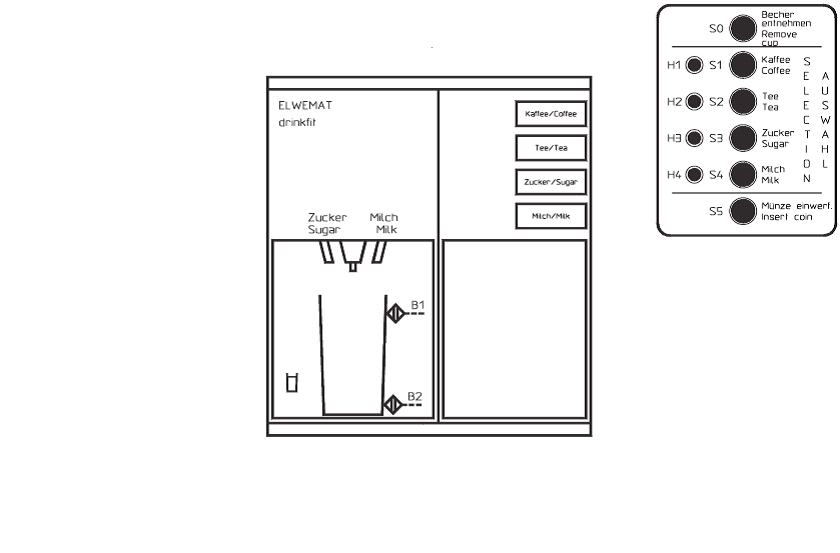 ELWEMAT
drinkfit
Kaffee/Coffee
Tee/Tea
Zucker/Sugar
Milch/Milk
Zucker
Sugar
Milch
Milk
B1
B2
S0
Becher
entnehmen
Remove
cup
H1 S1
Kaffee
Coffee
H2 S2
Tee
Tea
H3 S3
Zucker
Sugar
H4 S4
Milch
Milk
SELECTION
AUSWAHL
S5
Münze einwerf.
Insert coin